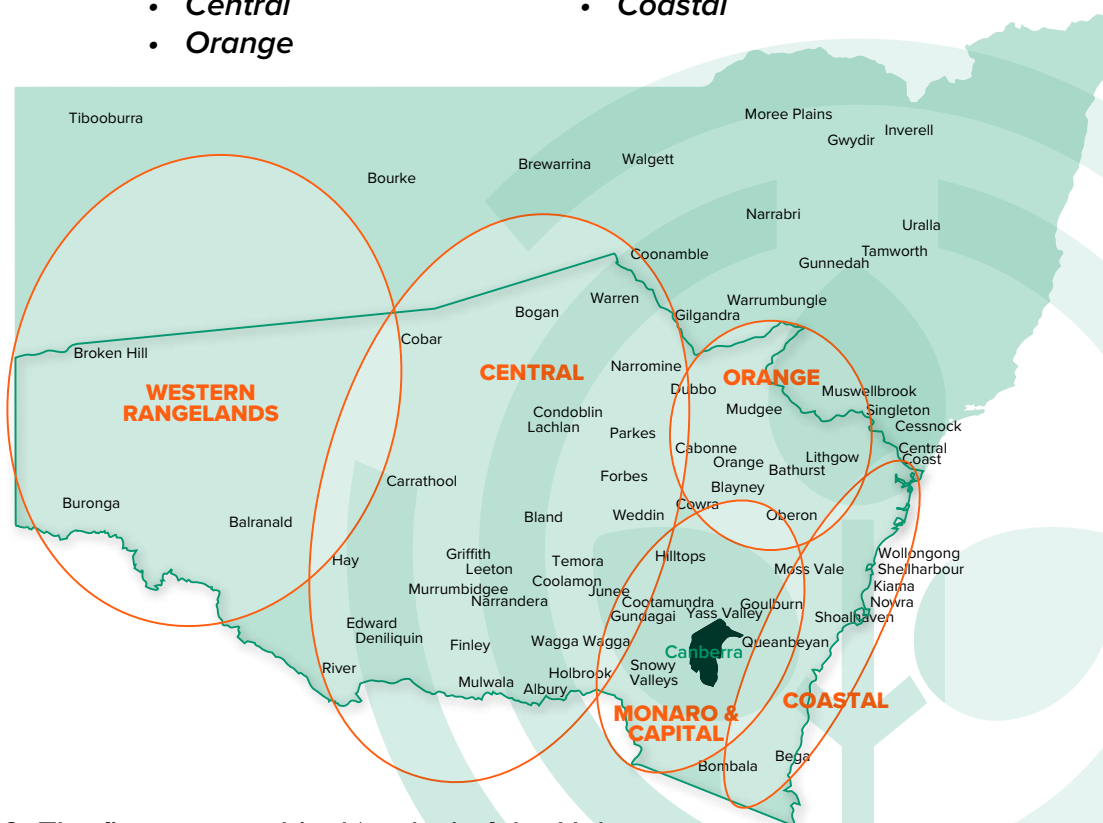 • Central
• Coastal
• Orange
Tibooburra
Moree Plains
Inverell
Gwydir
Walgett
Brewarrina
Bourke
Narrabri
Uralla
Tamworth
Coonamble
Gunnedah
Warren
Warrumbungle
Bogan
Gilgandra
Cobar
Broken Hill
Narromine
CENTRAL
ORANGE
WESTERN
RANGELANDS
Dubbo
Muswellbrook
Mudgee
Singleton
Condoblin
Lachlan
Cessnock
Parkes
Cabonne
Central
Coast
Orange
Lithgow
Bathurst
Forbes
Carrathool
Blayney
Buronga
Cowra
Balranald
Bland
Weddin
Oberon
Griffith
Leeton
Hilltops
Wollongong
Hay
Temora
Moss Vale
Shellharbour
Coolamon
Murrumbidgee
Junee
Kiama
Narrandera
Cootamundra
Gundagai
Goulburn
Nowra
Yass Valley
Shoalhaven
Edward
Deniliquin
Finley
Wagga Wagga
Queanbeyan
Canberra
River
Holbrook
Snowy
Valleys
Mulwala
Albury
COASTAL
MONARO &
CAPITAL
Bega
Bombala